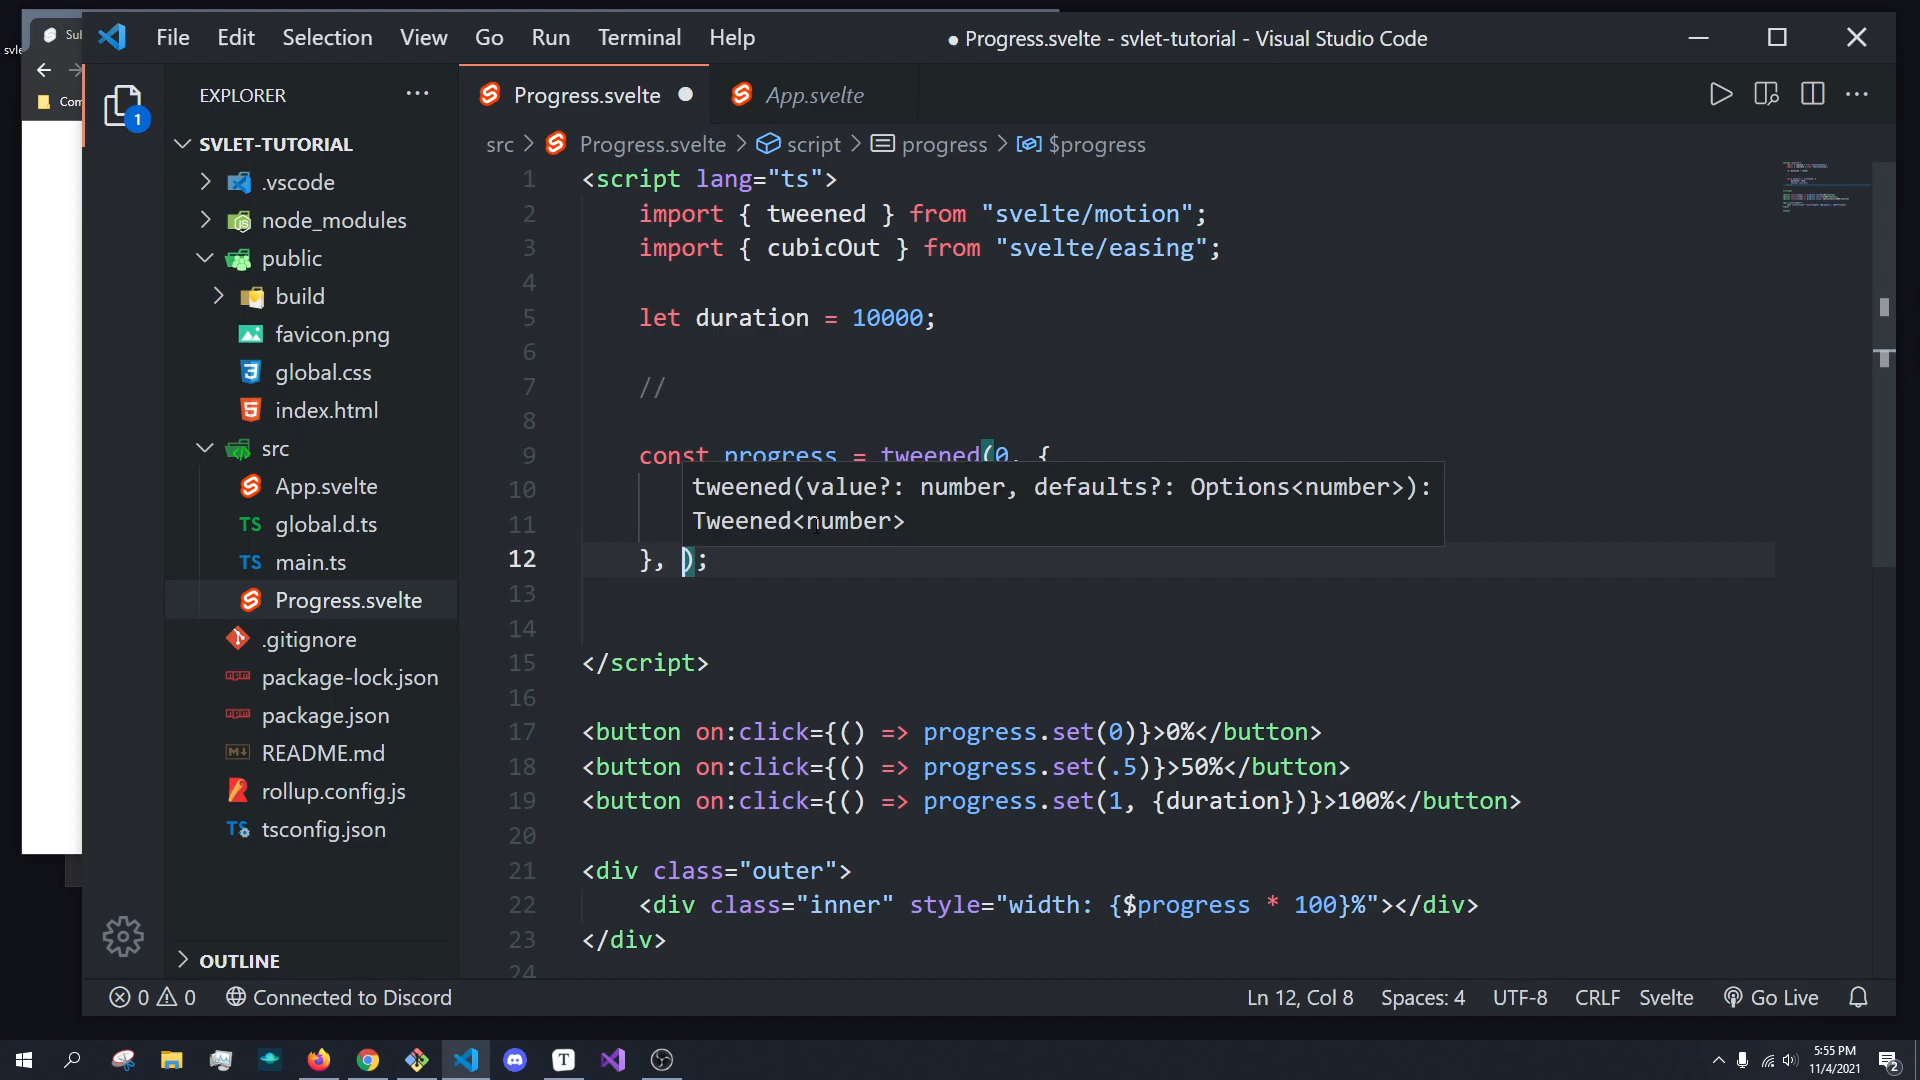 Sub
svle
Com
File Edit Selection View Go Run Terminal Help
● Progress.svelte - svlet-tutorial - Visual Studio Code
1
EXPLORER
SVLET-TUTORIAL
.vscode
node_modules
public
build
favicon.png
global.css
index.html
src
App.svelte
TS global.d.ts
TS main.ts
Progress.svelte
.gitignore
package-lock.json
package.json
README.md
rollup.config.js
TS tsconfig.json
OUTLINE
Progress.svelte
App.svelte
src > Progress.svelte > script > progress > $progress
1 <script lang="ts">
2 import { tweened } from "svelte/motion";
3 import { cubicOut } from "svelte/easing";
4
5 let duration = 10000;
6
7 //
8
9 const progress = tweened(0, {
10
tweened(value?: number, defaults?: Options<number>):
11
Tweened<number>
12 }, );
13
14
15 </script>
16
17 <button on:click={() => progress.set(0)}>0%</button>
18 <button on:click={() => progress.set(.5)}>50%</button>
19 <button on:click={() => progress.set(1, {duration})}>100%</button>
20
21 <div class="outer">
22 <div class="inner" style="width: {$progress * 100}%"></div>
23 </div>
24
0 0 Connected to Discord
Ln 12, Col 8 Spaces: 4 UTF-8 CRLF Svelte Go Live
T
5:55 PM
11/4/2021
2